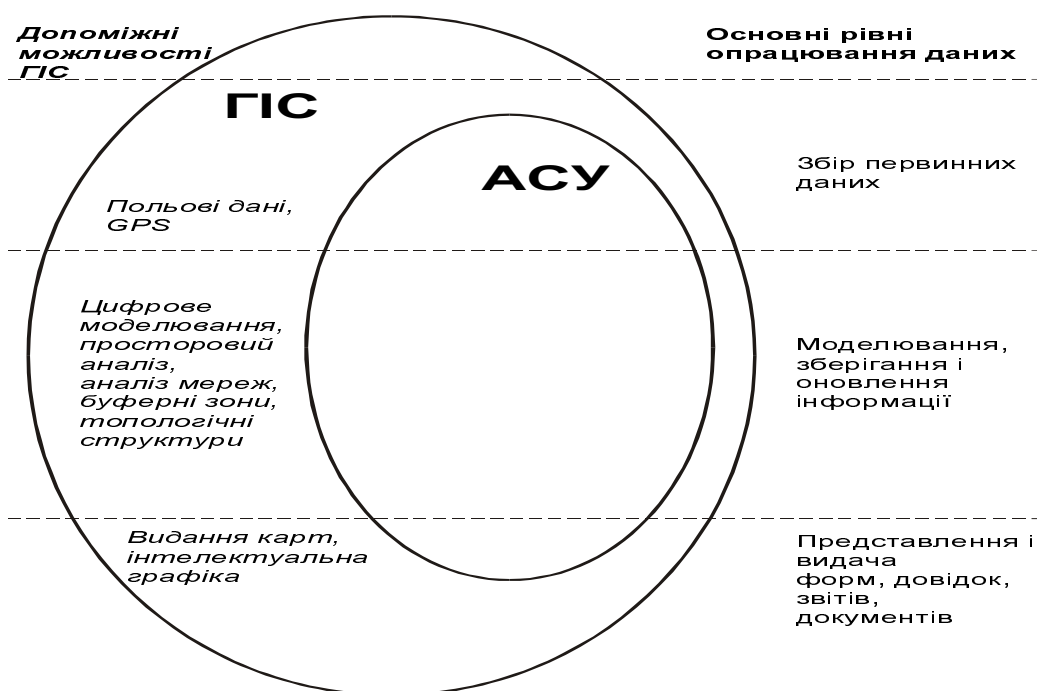 Допоміжні
можливості
ГІС
Основні рівні
опрацювання даних
ГІС
АСУ
Збір первинних
даних
Польові дані,
GPS
Цифрове
моделювання,
просторовий
аналіз,
аналіз мереж,
буферні зони,
топологічні
структури
Моделювання,
зберігання і
оновлення
інформації
Видання карт,
інтелектуальна
графіка
Представлення і
видача
форм, довідок,
звітів,
документів